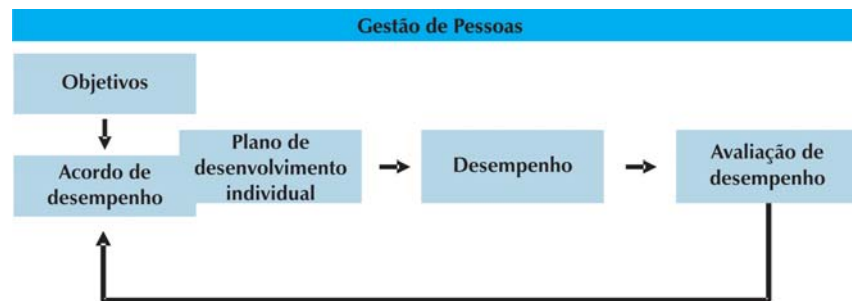 Gestão de Pessoas
Objetivos
Acordo de
desempenho
Plano de
desenvolvimento
individual
Desempenho
Avaliação de
desempenho